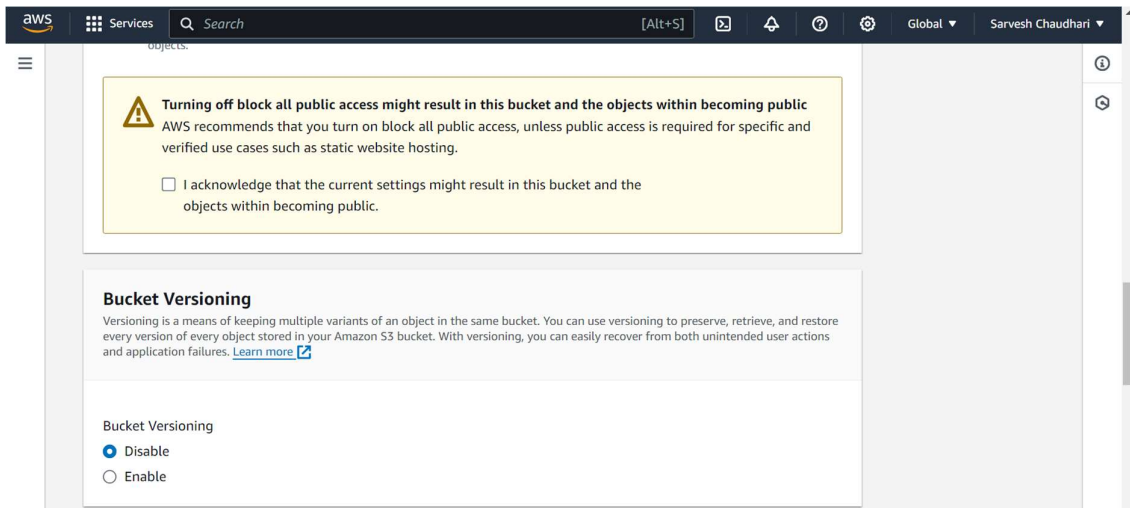 aws Services Search [Alt+S] Global ▼ Sarvesh Chaudhari ▼
objects.
Turning off block all public access might result in this bucket and the objects within becoming public
AWS recommends that you turn on block all public access, unless public access is required for specific and
verified use cases such as static website hosting.
I acknowledge that the current settings might result in this bucket and the
objects within becoming public.
Bucket Versioning
Versioning is a means of keeping multiple variants of an object in the same bucket. You can use versioning to preserve, retrieve, and restore
every version of every object stored in your Amazon S3 bucket. With versioning, you can easily recover from both unintended user actions
and application failures. Learn more
Bucket Versioning
Disable
Enable